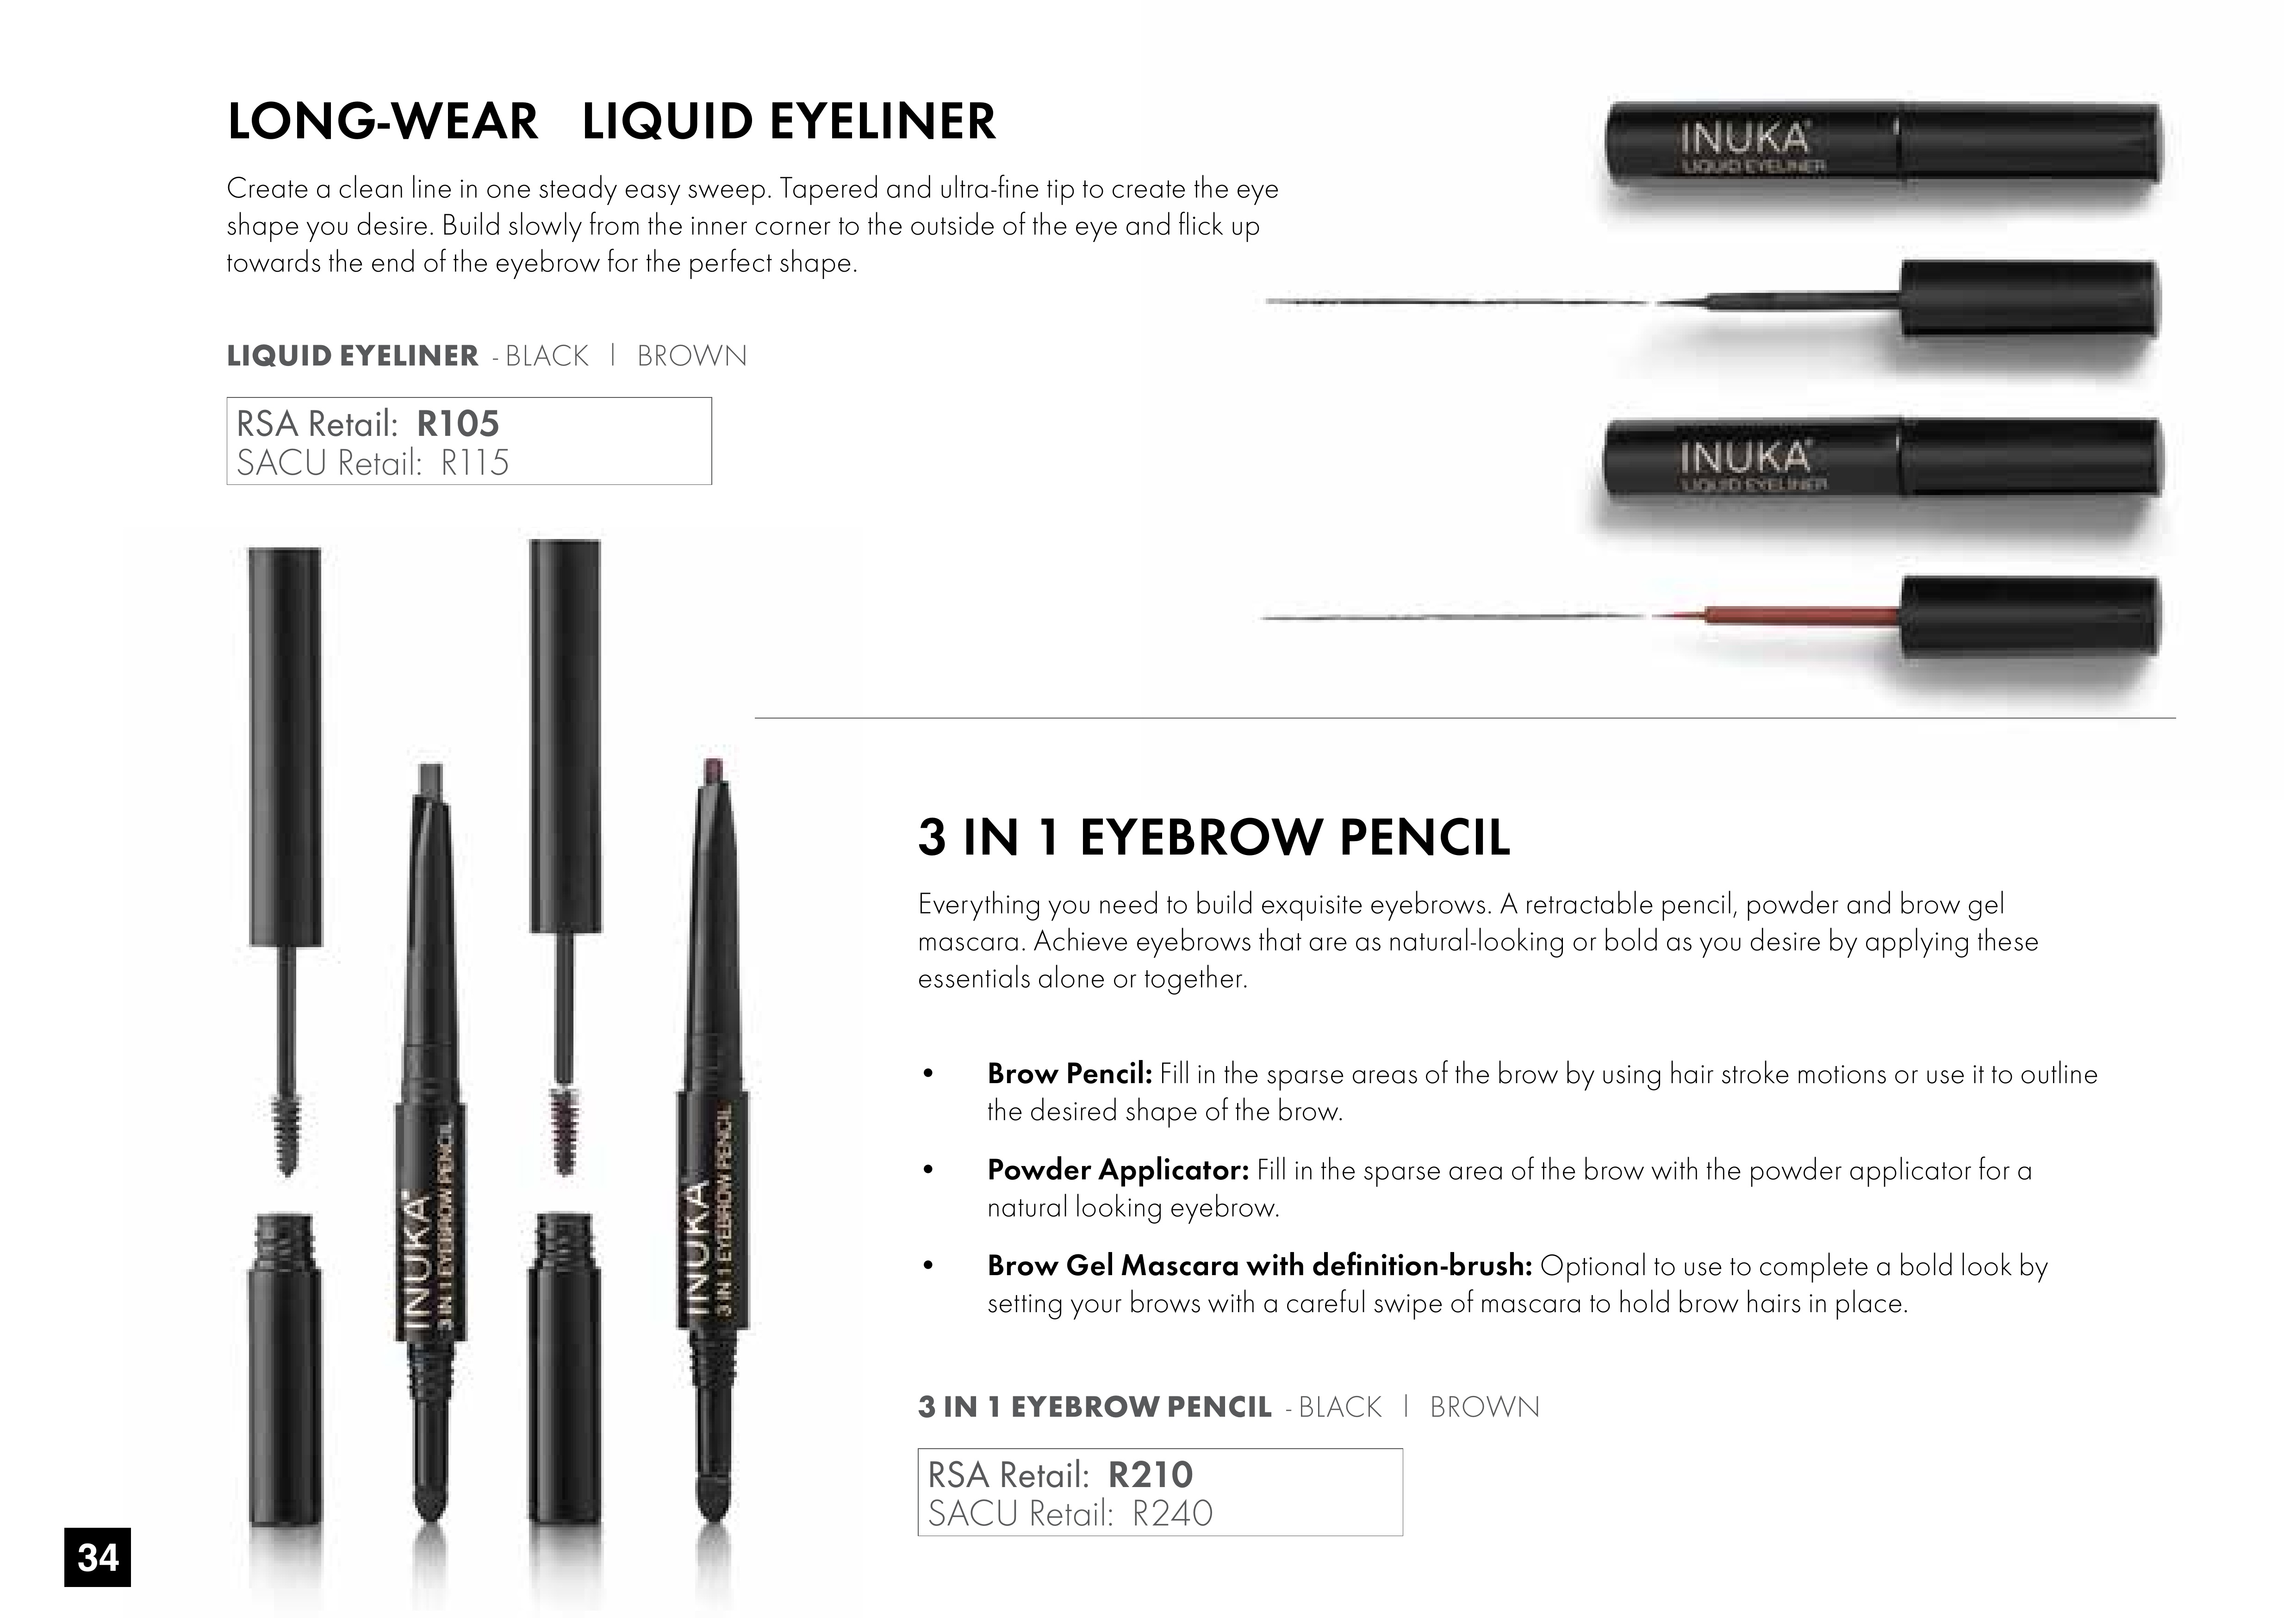 LONG-WEAR LIQUID EYELINER
Create a clean line in one steady easy sweep. Tapered and ultra-fine tip to create the eye
shape you desire. Build slowly from the inner corner to the outside of the eye and flick up
towards the end of the eyebrow for the perfect shape.
LIQUID EYELINER - BLACK | BROWN
RSA Retail: R105
SACU Retail: R115
INUKA
LIQUID EYELINER
INUKA
LIQUID EYELINER
3 IN 1 EYEBROW PENCIL
Everything you need to build exquisite eyebrows. A retractable pencil, powder and brow gel
mascara. Achieve eyebrows that are as natural-looking or bold as you desire by applying these
essentials alone or together.
• Brow Pencil: Fill in the sparse areas of the brow by using hair stroke motions or use it to outline
the desired shape of the brow.
• Powder Applicator: Fill in the sparse area of the brow with the powder applicator for a
natural looking eyebrow.
• Brow Gel Mascara with definition-brush: Optional to use to complete a bold look by
setting your brows with a careful swipe of mascara to hold brow hairs in place.
3 IN 1 EYEBROW PENCIL - BLACK | BROWN
RSA Retail: R210
SACU Retail: R240
INUKA
3 IN 1 EYEBROW PENCIL
INUKA
3 IN 1 EYEBROW PENCIL
34